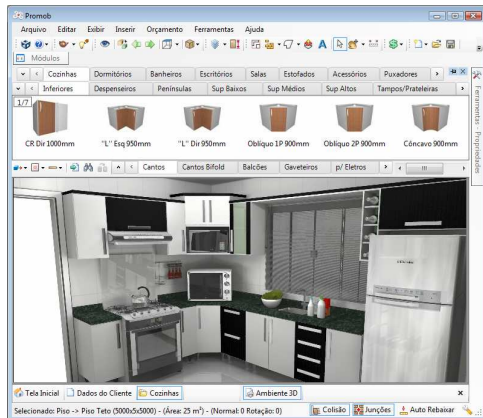 Promob
Arquivo Editar Exibir Inserir Orçamento Ferramentas Ajuda
Módulos
Cozinhas Dormitórios Banheiros Escritórios Salas Estofados Acessórios Puxadores
Inferiores Despenseiros Penínsulas Sup Baixos Sup Médios Sup Altos Tampos/Prateleiras
Ferramentas - Propriedades
1/7
CR Dir 1000mm "L" Esq 950mm "L" Dir 950mm Oblíquo 1P 900mm Oblíquo 2P 900mm Côncavo 900mm
Cantos Cantos Bifold Balcões Gaveteiros p/ Eletros
Tela Inicial Dados do Cliente Cozinhas Ambiente 3D
Selecionado: Piso -> Piso Teto (5000x5x5000) - (Área: 25 m²) - (Normal: 0 Rotação: 0) Colisão Junções Auto Rebaixar